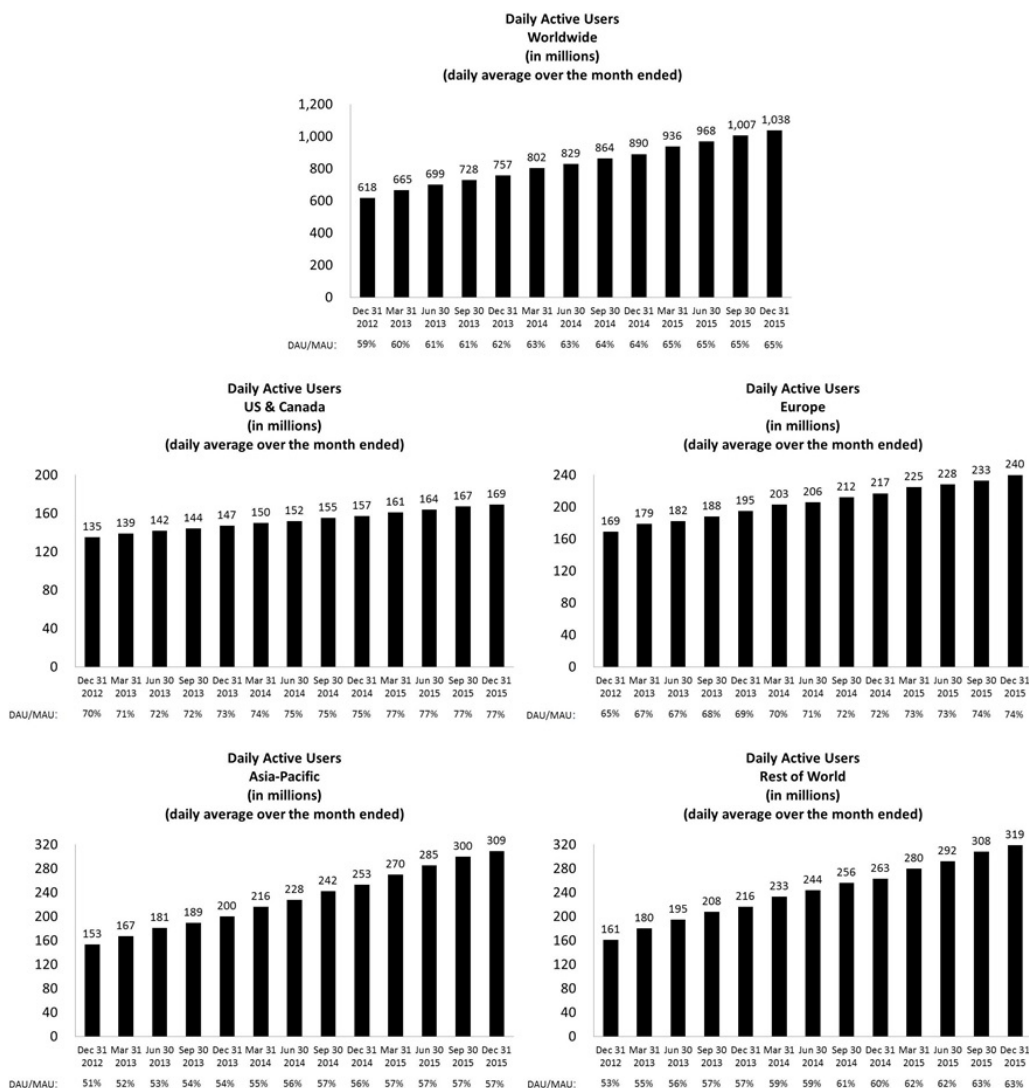 Daily Active Users
Worldwide
(in millions)
(daily average over the month ended)
1,200
1,000
800
600
400
200
0
618 665 699 728 757 802 829 864 890 936 968 1,007 1,038
Dec 31 Mar 31 Jun 30 Sep 30 Dec 31 Mar 31 Jun 30 Sep 30 Dec 31 Mar 31 Jun 30 Sep 30 Dec 31
2012 2013 2013 2013 2013 2014 2014 2014 2014 2015 2015 2015 2015
DAU/MAU: 59% 60% 61% 61% 62% 63% 63% 64% 64% 65% 65% 65% 65%
Daily Active Users
US & Canada
(in millions)
(daily average over the month ended)
200
160
120
80
40
0
135 139 142 144 147 150 152 155 157 161 164 167 169
Dec 31 Mar 31 Jun 30 Sep 30 Dec 31 Mar 31 Jun 30 Sep 30 Dec 31 Mar 31 Jun 30 Sep 30 Dec 31
2012 2013 2013 2013 2013 2014 2014 2014 2014 2015 2015 2015 2015
DAU/MAU: 70% 71% 72% 72% 73% 74% 75% 75% 75% 77% 77% 77% 77%
Daily Active Users
Europe
(in millions)
(daily average over the month ended)
240
200
160
120
80
40
0
169 179 182 188 195 203 206 212 217 225 228 233 240
Dec 31 Mar 31 Jun 30 Sep 30 Dec 31 Mar 31 Jun 30 Sep 30 Dec 31 Mar 31 Jun 30 Sep 30 Dec 31
2012 2013 2013 2013 2013 2014 2014 2014 2014 2015 2015 2015 2015
DAU/MAU: 65% 67% 67% 68% 69% 70% 71% 72% 72% 73% 73% 74% 74%
Daily Active Users
Asia-Pacific
(in millions)
(daily average over the month ended)
320
280
240
200
160
120
80
40
0
153 167 181 189 200 216 228 242 253 270 285 300 309
Dec 31 Mar 31 Jun 30 Sep 30 Dec 31 Mar 31 Jun 30 Sep 30 Dec 31 Mar 31 Jun 30 Sep 30 Dec 31
2012 2013 2013 2013 2013 2014 2014 2014 2014 2015 2015 2015 2015
DAU/MAU: 51% 52% 53% 54% 54% 55% 56% 57% 56% 57% 57% 57% 57%
Daily Active Users
Rest of World
(in millions)
(daily average over the month ended)
320
280
240
200
160
120
80
40
0
161 180 195 208 216 233 244 256 263 280 292 308 319
Dec 31 Mar 31 Jun 30 Sep 30 Dec 31 Mar 31 Jun 30 Sep 30 Dec 31 Mar 31 Jun 30 Sep 30 Dec 31
2012 2013 2013 2013 2013 2014 2014 2014 2014 2015 2015 2015 2015
DAU/MAU: 53% 55% 56% 57% 57% 59% 59% 61% 60% 62% 62% 63% 63%